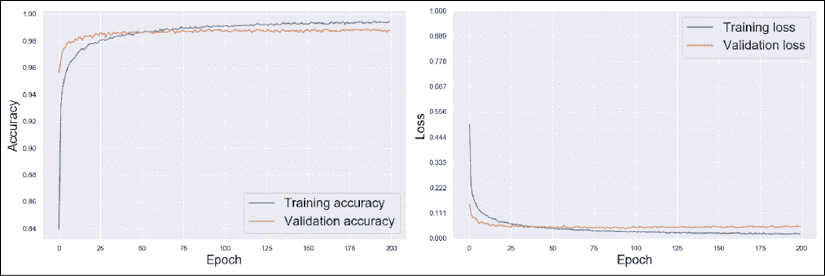 1.00
0.98
0.96
0.94
0.92
0.90
0.88
0.86
0.84
Accuracy
0 25 50 75 100 125 150 175 200
Epoch
Training accuracy
Validation accuracy
1.000
0.889
0.778
0.667
0.556
0.444
0.333
0.222
0.111
0.000
Loss
0 25 50 75 100 125 150 175 200
Epoch
Training loss
Validation loss